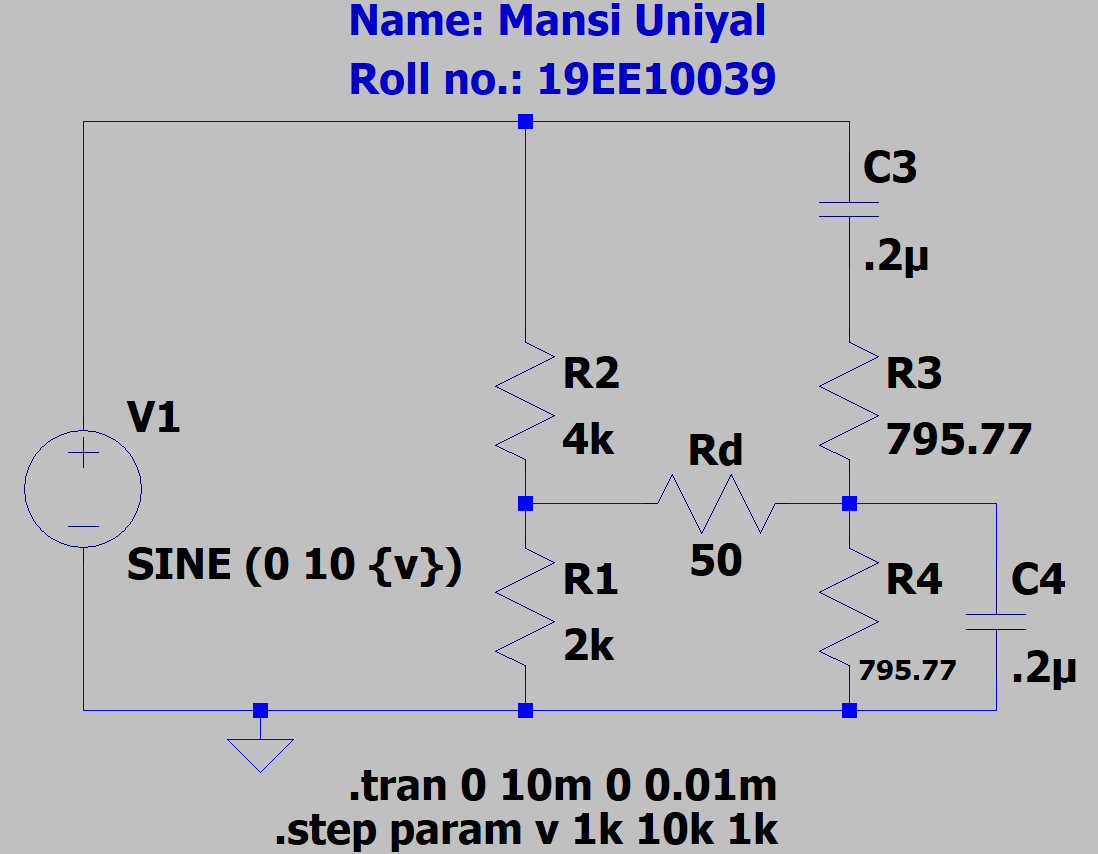 Name: Mansi Uniyal
Roll no.: 19EE10039
C3
.2µ
R2
4k
R3
795.77
V1
+
−
SINE (0 10 {v})
Rd
50
R1
2k
R4
795.77
C4
.2µ
.tran 0 10m 0 0.01m
.step param v 1k 10k 1k